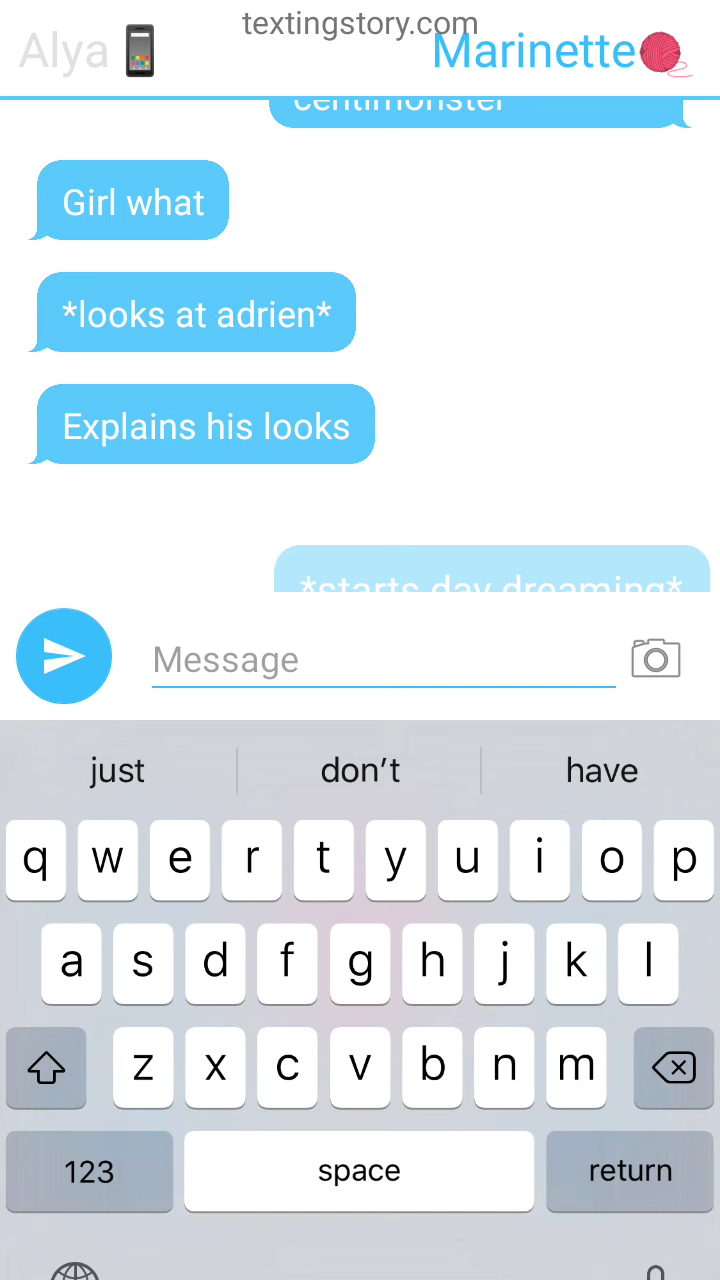 textingstory.com
Alya
Marinette
centimonster
Girl what
*looks at adrien*
Explains his looks
*starts day dreaming*
Message
just don't have
q w e r t y u i o p
a s d f g h j k l
z x c v b n m
123 space return